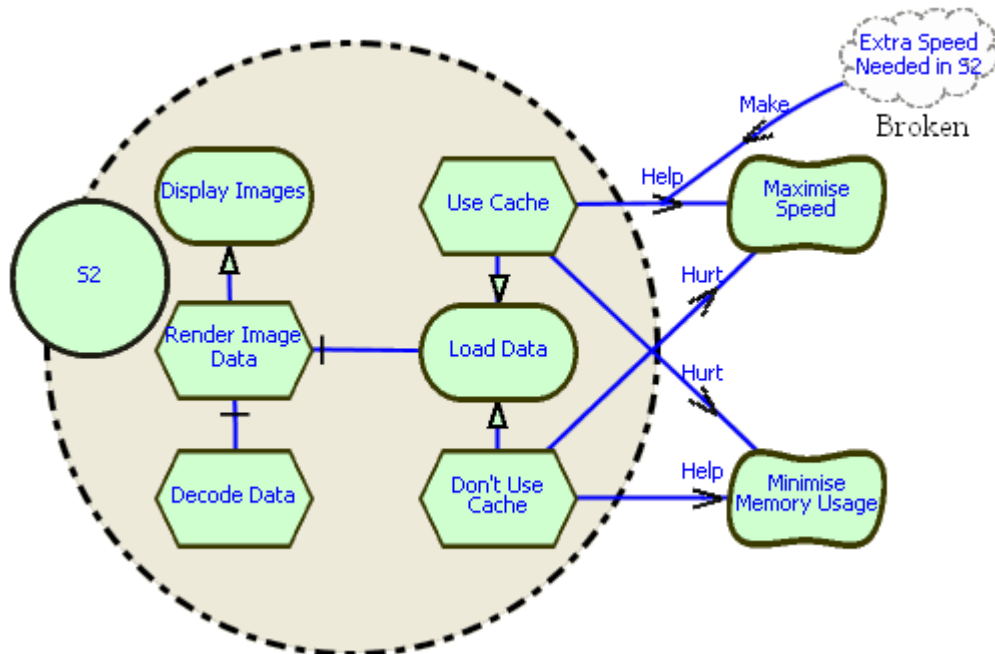 Extra Speed
Needed in S2
Make
Broken
Display Images
Use Cache
Help
Maximise
Speed
S2
Hurt
Render Image
Data
Load Data
Hurt
Decode Data
Don't Use
Cache
Help
Minimise
Memory Usage